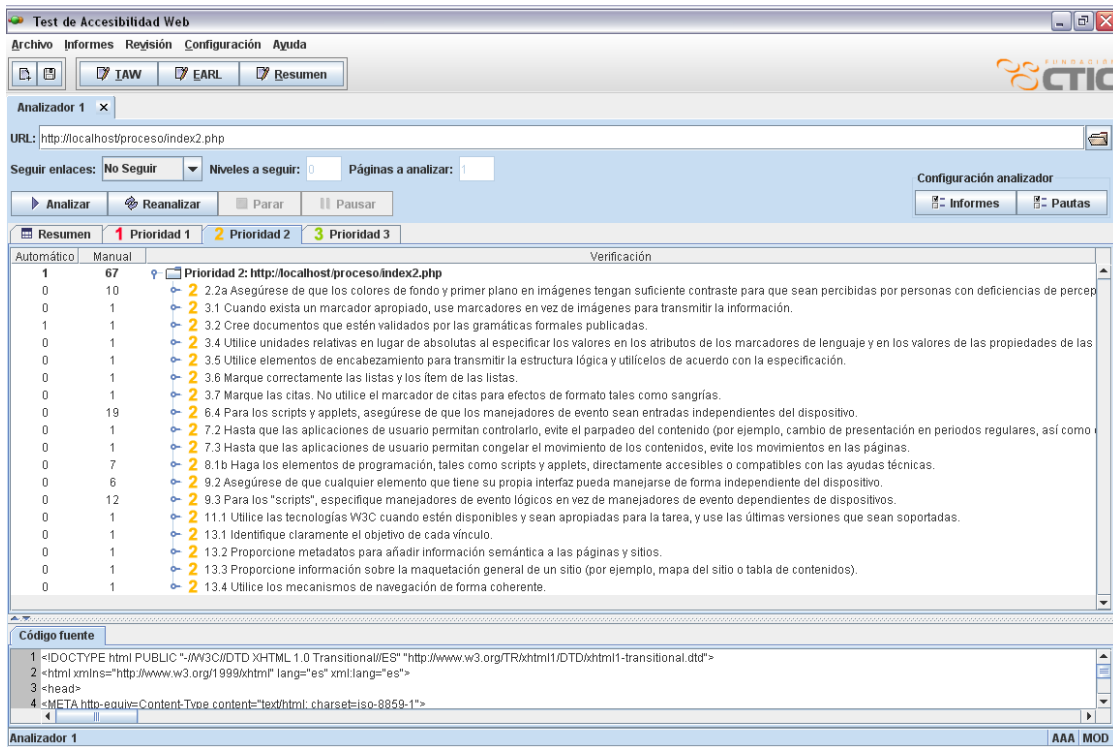 Test de Accesibilidad Web
Archivo Informes Revisión Configuración Ayuda
TAW EARL Resumen
FUNDACIÓN
CTIC
Analizador 1
URL: http://localhost/proceso/index2.php
Seguir enlaces: No Seguir Niveles a seguir: 0 Páginas a analizar: 1
Configuración analizador
Analizar Reanalizar Parar Pausar Informes Pautas
Resumen 1 Prioridad 1 2 Prioridad 2 3 Prioridad 3
Automático Manual Verificación
1 67 Prioridad 2: http://localhost/proceso/index2.php
0 10 2 2.2a Asegúrese de que los colores de fondo y primer plano en imágenes tengan suficiente contraste para que sean percibidas por personas con deficiencias de percep
0 1 2 3.1 Cuando exista un marcador apropiado, use marcadores en vez de imágenes para transmitir la información.
1 1 2 3.2 Cree documentos que estén validados por las gramáticas formales publicadas.
0 1 2 3.4 Utilice unidades relativas en lugar de absolutas al especificar los valores en los atributos de los marcadores de lenguaje y en los valores de las propiedades de las
0 1 2 3.5 Utilice elementos de encabezamiento para transmitir la estructura lógica y utilícelos de acuerdo con la especificación.
0 1 2 3.6 Marque correctamente las listas y los ítem de las listas.
0 1 2 3.7 Marque las citas. No utilice el marcador de citas para efectos de formato tales como sangrías.
0 19 2 6.4 Para los scripts y applets, asegúrese de que los manejadores de evento sean entradas independientes del dispositivo.
0 1 2 7.2 Hasta que las aplicaciones de usuario permitan controlarlo, evite el parpadeo del contenido (por ejemplo, cambio de presentación en periodos regulares, así como
0 1 2 7.3 Hasta que las aplicaciones de usuario permitan congelar el movimiento de los contenidos, evite los movimientos en las páginas.
0 7 2 8.1b Haga los elementos de programación, tales como scripts y applets, directamente accesibles o compatibles con las ayudas técnicas.
0 6 2 9.2 Asegúrese de que cualquier elemento que tiene su propia interfaz pueda manejarse de forma independiente del dispositivo.
0 12 2 9.3 Para los "scripts", especifique manejadores de evento lógicos en vez de manejadores de evento dependientes de dispositivos.
0 1 2 11.1 Utilice las tecnologías W3C cuando estén disponibles y sean apropiadas para la tarea, y use las últimas versiones que sean soportadas.
0 1 2 13.1 Identifique claramente el objetivo de cada vínculo.
0 1 2 13.2 Proporcione metadatos para añadir información semántica a las páginas y sitios.
0 1 2 13.3 Proporcione información sobre la maquetación general de un sitio (por ejemplo, mapa del sitio o tabla de contenidos).
0 1 2 13.4 Utilice los mecanismos de navegación de forma coherente.
Código fuente
1 <!DOCTYPE html PUBLIC "-//W3C//DTD XHTML 1.0 Transitional//ES" "http://www.w3.org/TR/xhtml1/DTD/xhtml1-transitional.dtd">
2 <html xmlns="http://www.w3.org/1999/xhtml" lang="es" xml:lang="es">
3 <head>
4 <META http-equiv=Content-Type content="text/html; charset=iso-8859-1">
Analizador 1 AAA MOD